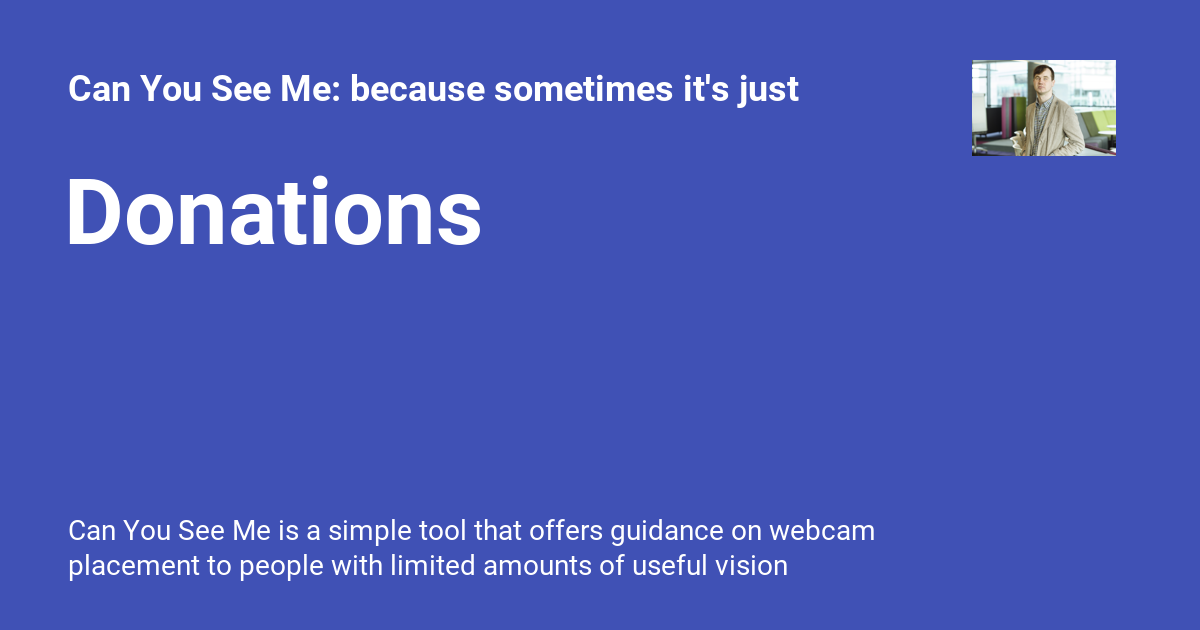 Can You See Me: because sometimes it's just
Donations
Can You See Me is a simple tool that offers guidance on webcam
placement to people with limited amounts of useful vision